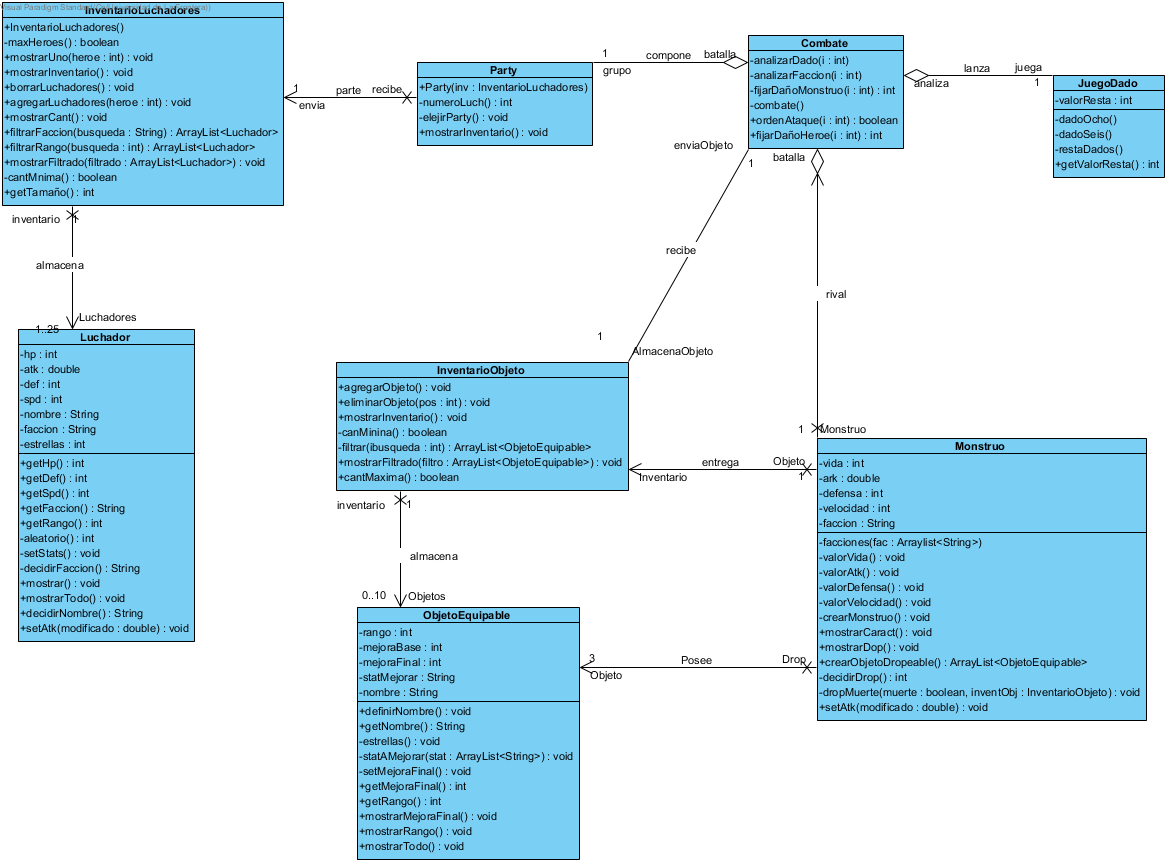 Visual Paradigm Standard
InventarioLuchadores
+InventarioLuchadores()
-maxHeroes() : boolean
+mostrarUno(heroe : int) : void
+mostrarInventario() : void
+borrarLuchadores() : void
+agregarLuchadores(heroe : int) : void
+mostrarCant() : void
+filtrarFaccion(busqueda : String) : ArrayList<Luchador>
+filtrarRango(busqueda : int) : ArrayList<Luchador>
+mostrarFiltrado(filtrado : ArrayList<Luchador>) : void
-cantMnima() : boolean
+getTamaño() : int
1
envia
parte
recibe
Party
+Party(inv : InventarioLuchadores)
-numeroLuch() : int
-elejirParty() : void
+mostrarInventario() : void
1
grupo
compone
batalla
Combate
-analizarDado(i : int)
-analizarFaccion(i : int)
-fijarDañoMonstruo(i : int) : int
-combate()
+ordenAtaque(i : int) : boolean
+fijarDañoHeroe(i : int) : int
analiza
lanza
juega
1
JuegoDado
-valorResta : int
-dadoOcho()
-dadoSeis()
-restaDados()
+getValorResta() : int
enviaObjeto
1
batalla
recibe
rival
1
AlmacenaObjeto
1
Monstruo
inventario
1
almacena
Luchadores
1..25
Luchador
-hp : int
-atk : double
-def : int
-spd : int
-nombre : String
-faccion : String
-estrellas : int
+getHp() : int
+getDef() : int
+getSpd() : int
+getFaccion() : String
+getRango() : int
-aleatorio() : int
-setStats() : void
-decidirFaccion() : String
+mostrar() : void
+mostrarTodo() : void
+decidirNombre() : String
+setAtk(modificado : double) : void
InventarioObjeto
+agregarObjeto() : void
+eliminarObjeto(pos : int) : void
+mostrarInventario() : void
-canMinina() : boolean
-filtrar(ibusqueda : int) : ArrayList<ObjetoEquipable>
+mostrarFiltrado(filtro : ArrayList<ObjetoEquipable>) : void
+cantMaxima() : boolean
Inventario
entrega
Objeto
1
inventario
1
almacena
0..10
Objetos
ObjetoEquipable
-rango : int
-mejoraBase : int
-mejoraFinal : int
-statMejorar : String
-nombre : String
+definirNombre() : void
+getNombre() : String
-estrellas() : void
-statAMejorar(stat : ArrayList<String>) : void
-setMejoraFinal() : void
+getMejoraFinal() : int
+getRango() : int
+mostrarMejoraFinal() : void
+mostrarRango() : void
+mostrarTodo() : void
3
Objeto
Posee
Drop
Monstruo
-vida : int
-ark : double
-defensa : int
-velocidad : int
-faccion : String
-facciones(fac : Arraylist<String>)
-valorVida() : void
-valorAtk() : void
-valorDefensa() : void
-valorVelocidad() : void
-crearMonstruo() : void
+mostrarCaract() : void
+mostrarDop() : void
+crearObjetoDropeable() : ArrayList<ObjetoEquipable>
-decidirDrop() : int
-dropMuerte(muerte : boolean, inventObj : InventarioObjeto) : void
+setAtk(modificado : double) : void